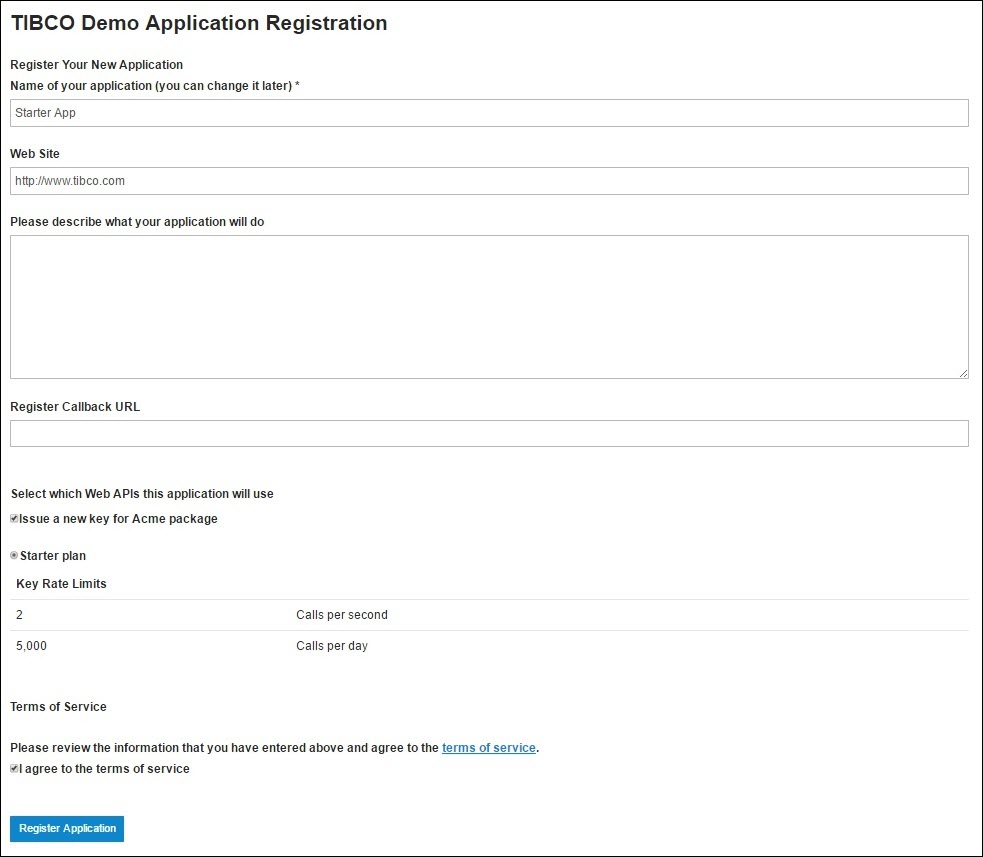 TIBCO Demo Application Registration
Register Your New Application
Name of your application (you can change it later) *
Starter App
Web Site
http://www.tibco.com
Please describe what your application will do
Register Callback URL
Select which Web APIs this application will use
Issue a new key for Acme package
Starter plan
Key Rate Limits
2 Calls per second
5,000 Calls per day
Terms of Service
Please review the information that you have entered above and agree to the terms of service.
I agree to the terms of service
Register Application